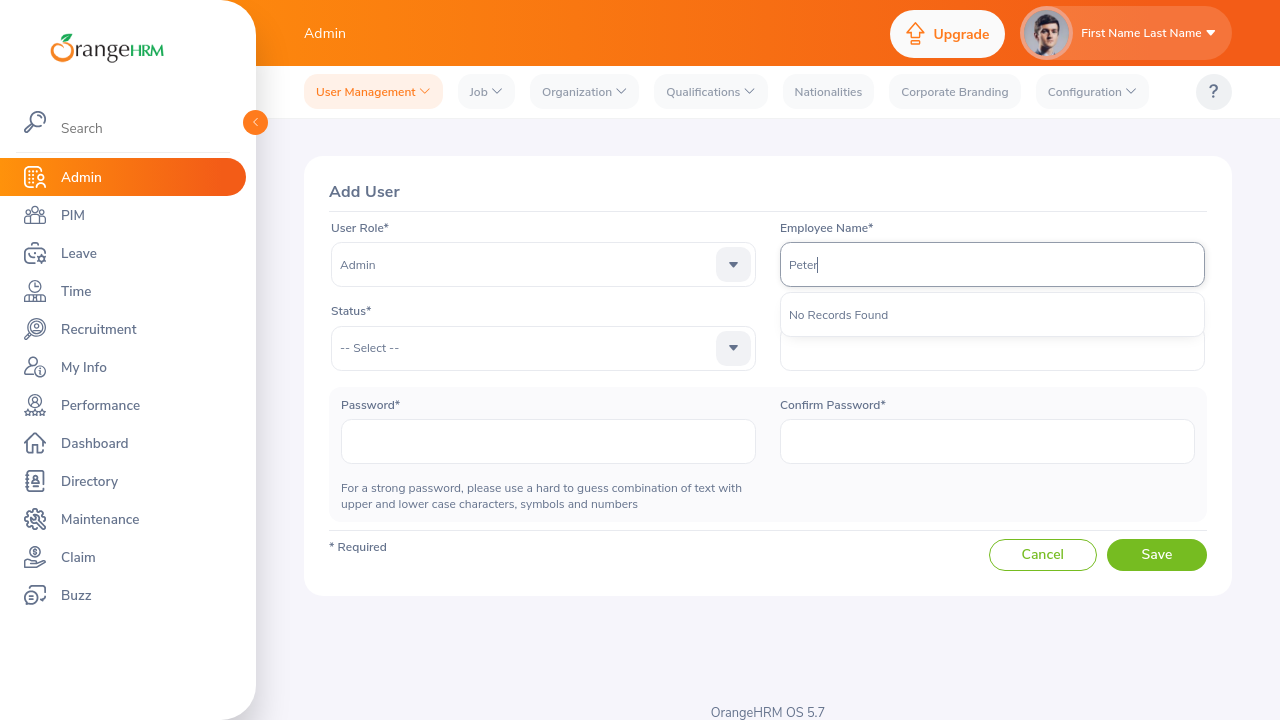 OrangeHRM
Admin
Upgrade
First Name Last Name
User Management
Job
Organization
Qualifications
Nationalities
Corporate Branding
Configuration
?
Search
Admin
PIM
Leave
Time
Recruitment
My Info
Performance
Dashboard
Directory
Maintenance
Claim
Buzz
Add User
User Role*
Employee Name*
Admin
Peter
Status*
No Records Found
-- Select --
Password*
Confirm Password*
For a strong password, please use a hard to guess combination of text with
upper and lower case characters, symbols and numbers
* Required
Cancel
Save
OrangeHRM OS 5.7